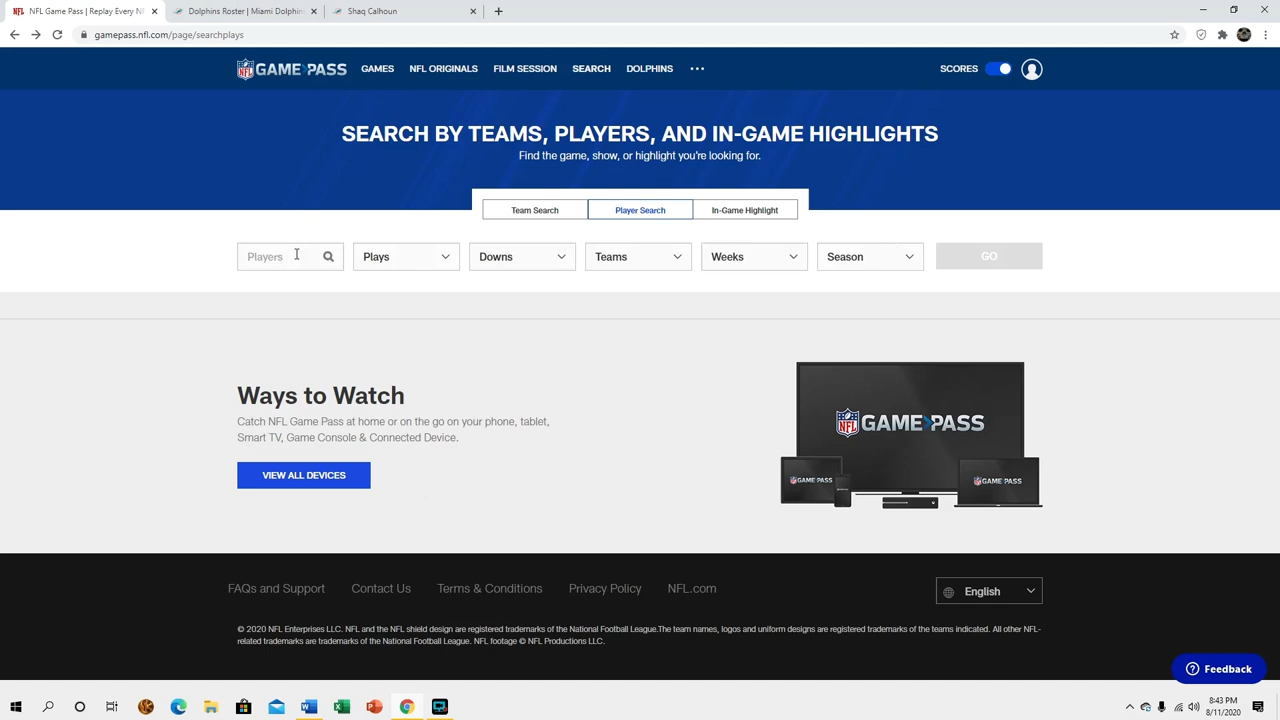 NFL Game Pass | Replay Every NF
Dolphins Roster | Miami Dolphins
Shaq Calhoun
gamepass.nfl.com/page/searchplays
NFL GAME PASS GAMES NFL ORIGINALS FILM SESSION SEARCH DOLPHINS ••• SCORES
SEARCH BY TEAMS, PLAYERS, AND IN-GAME HIGHLIGHTS
Find the game, show, or highlight you're looking for.
Team Search Player Search In-Game Highlight
Players Plays Downs Teams Weeks Season GO
Ways to Watch
Catch NFL Game Pass at home or on the go on your phone, tablet,
Smart TV, Game Console & Connected Device.
VIEW ALL DEVICES
NFL GAME PASS
GAME PASS
GAME PASS
FAQs and Support Contact Us Terms & Conditions Privacy Policy NFL.com
English
© 2020 NFL Enterprises LLC. NFL and the NFL shield design are registered trademarks of the National Football League.The team names, logos and uniform designs are registered trademarks of the teams indicated. All other NFL-
related trademarks are trademarks of the National Football League. NFL footage © NFL Productions LLC.
Feedback
8:43 PM
8/11/2020